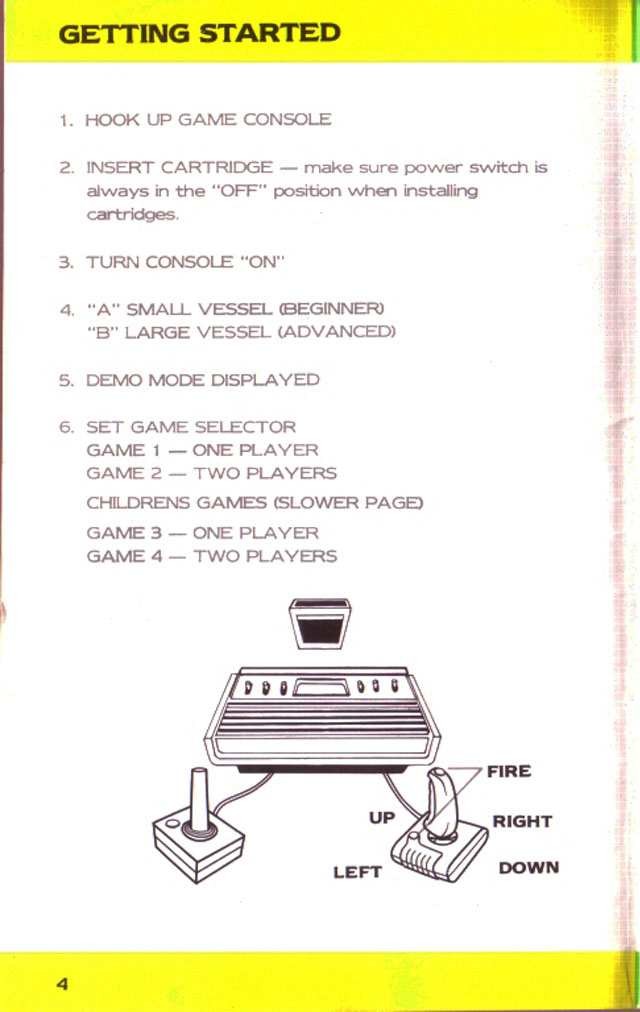 GETTING STARTED
1. HOOK UP GAME CONSOLE
2. INSERT CARTRIDGE — make sure power switch is
always in the "OFF" position when installing
cartridges.
3. TURN CONSOLE "ON"
4. "A" SMALL VESSEL (BEGINNER)
"B" LARGE VESSEL (ADVANCED)
5. DEMO MODE DISPLAYED
6. SET GAME SELECTOR
GAME 1 — ONE PLAYER
GAME 2 — TWO PLAYERS
CHILDRENS GAMES (SLOWER PAGE)
GAME 3 — ONE PLAYER
GAME 4 — TWO PLAYERS
FIRE
UP
RIGHT
LEFT
DOWN
4